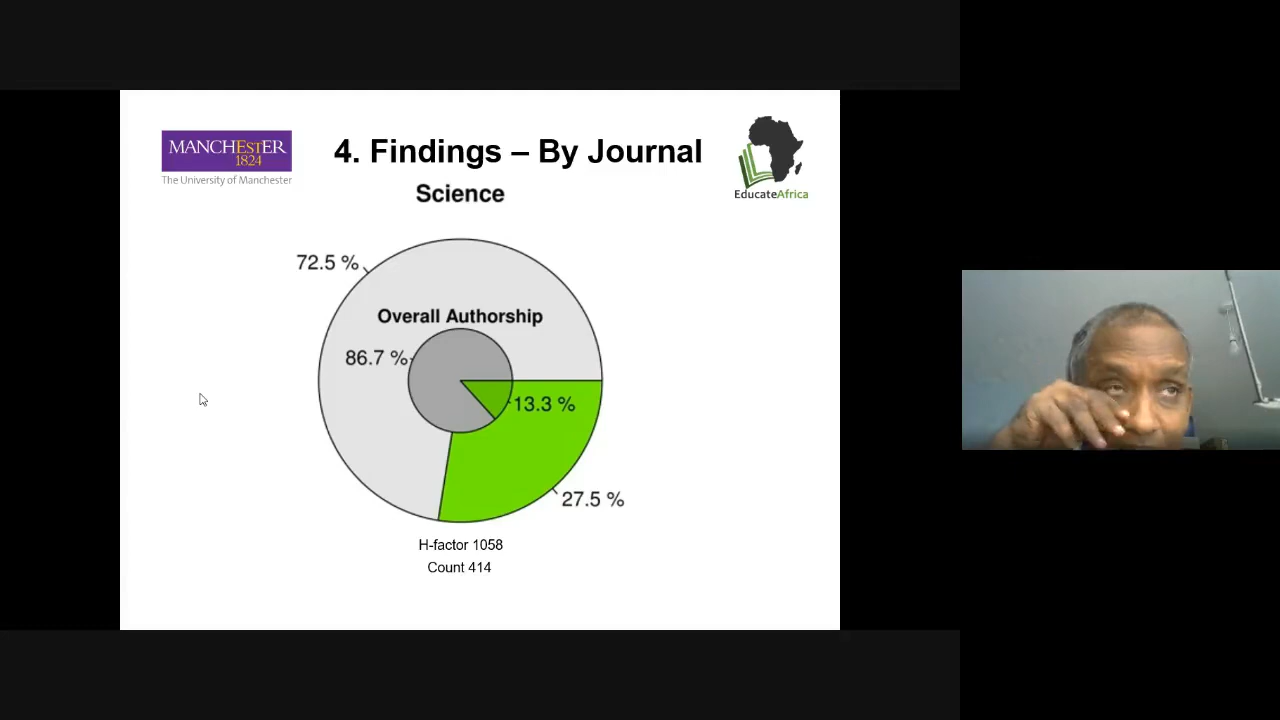 MANCHEstER
1824
The University of Manchester
4. Findings – By Journal
EducateAfrica
Science
72.5 %
Overall Authorship
86.7 %
13.3 %
27.5 %
H-factor 1058
Count 414